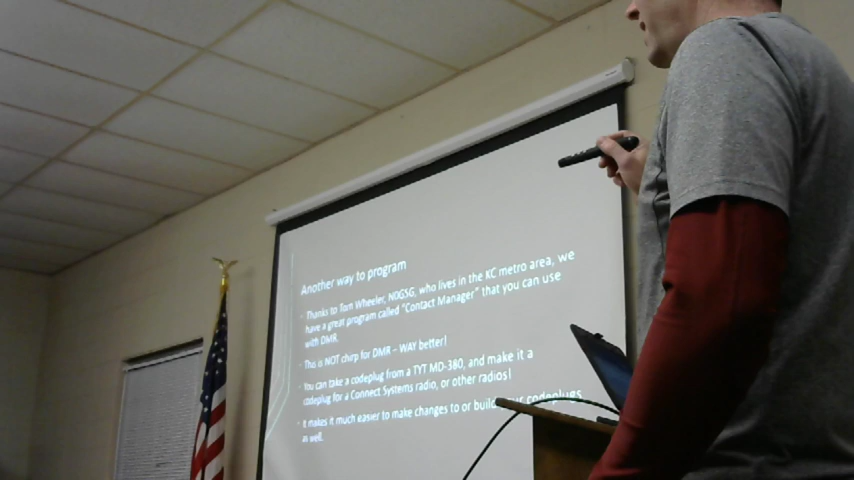 Another way to program
Thanks to Tom Wheeler, N0GSG, who lives in the KC metro area, we
have a great program called "Contact Manager" that you can use
with DMR.
This is NOT chirp for DMR – WAY better!
You can take a codeplug from a TYT MD-380, and make it a
codeplug for a Connect Systems radio, or other radios!
It makes it much easier to make changes to or build codeplugs
as well.